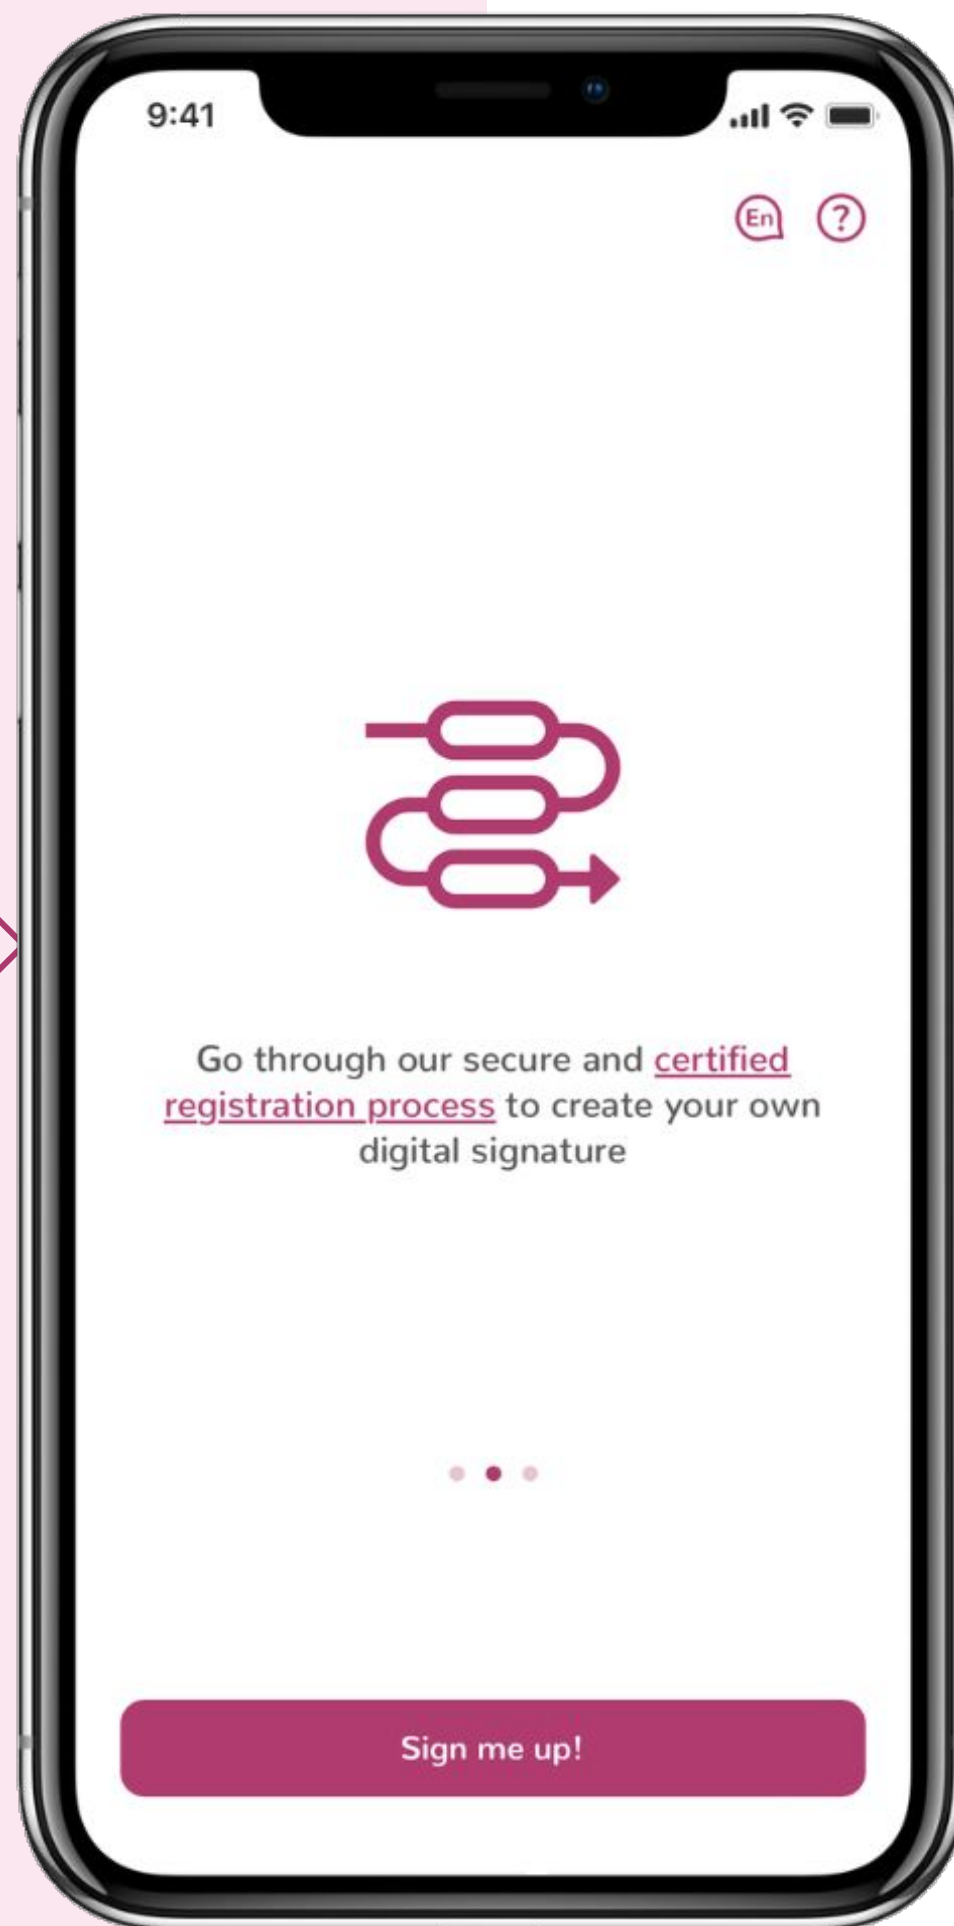 9:41
En ?
Go through our secure and certified
registration process to create your own
digital signature
Sign me up!